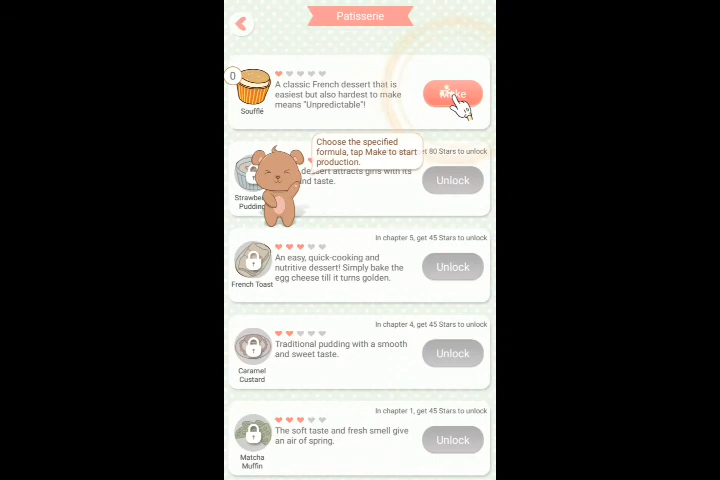 Patisserie
0
A classic French dessert that is
easiest but also hardest to make
means "Unpredictable"!
Soufflé
Choose the specified
formula, tap Make to start
production.
get 80 Stars to unlock
dessert attracts girls with its
and taste.
Unlock
Pudding
In chapter 5, get 45 Stars to unlock
An easy, quick-cooking and
nutritive dessert! Simply bake the
egg cheese till it turns golden.
Unlock
French Toast
In chapter 4, get 45 Stars to unlock
Traditional pudding with a smooth
and sweet taste.
Unlock
Caramel
Custard
In chapter 1, get 45 Stars to unlock
The soft taste and fresh smell give
an air of spring.
Unlock
Matcha
Muffin